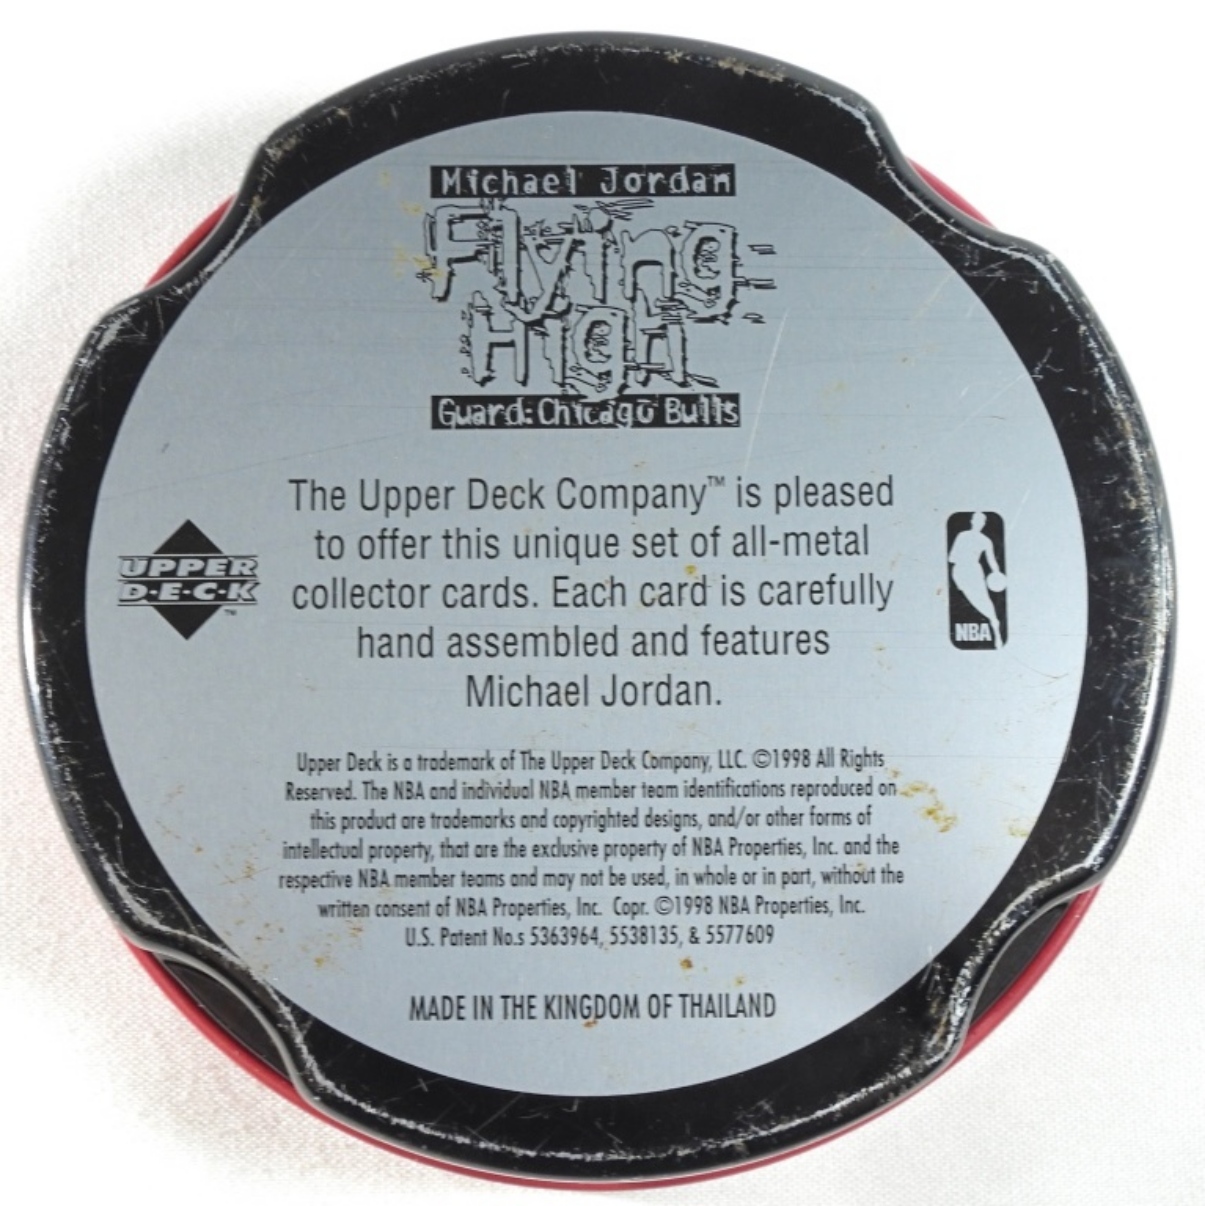 Michael Jordan
Flying
High
Guard: Chicago Bulls
The Upper Deck Company™ is pleased
to offer this unique set of all-metal
collector cards. Each card is carefully
hand assembled and features
Michael Jordan.
UPPER
D·E·C·K
™
NBA
Upper Deck is a trademark of The Upper Deck Company, LLC. ©1998 All Rights
Reserved. The NBA and individual NBA member team identifications reproduced on
this product are trademarks and copyrighted designs, and/or other forms of
intellectual property, that are the exclusive property of NBA Properties, Inc. and the
respective NBA member teams and may not be used, in whole or in part, without the
written consent of NBA Properties, Inc. Copr. ©1998 NBA Properties, Inc.
U.S. Patent No.s 5363964, 5538135, & 5577609
MADE IN THE KINGDOM OF THAILAND